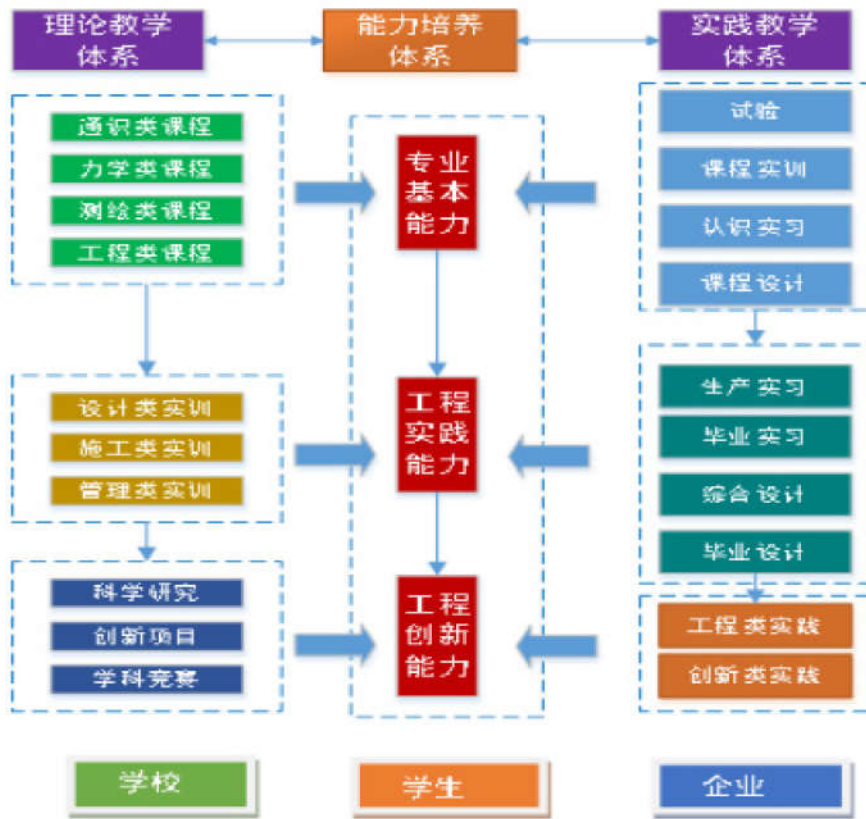 理论教学
体系
能力培养
体系
实践教学
体系
通识类课程
力学类课程
测绘类课程
工程类课程
专业
基本
能力
试验
课程实训
认识实习
课程设计
设计类实训
施工类实训
管理类实训
工程
实践
能力
生产实习
毕业实习
综合设计
毕业设计
科学研究
创新项目
学科竞赛
工程
创新
能力
工程类实践
创新类实践
学校
学生
企业